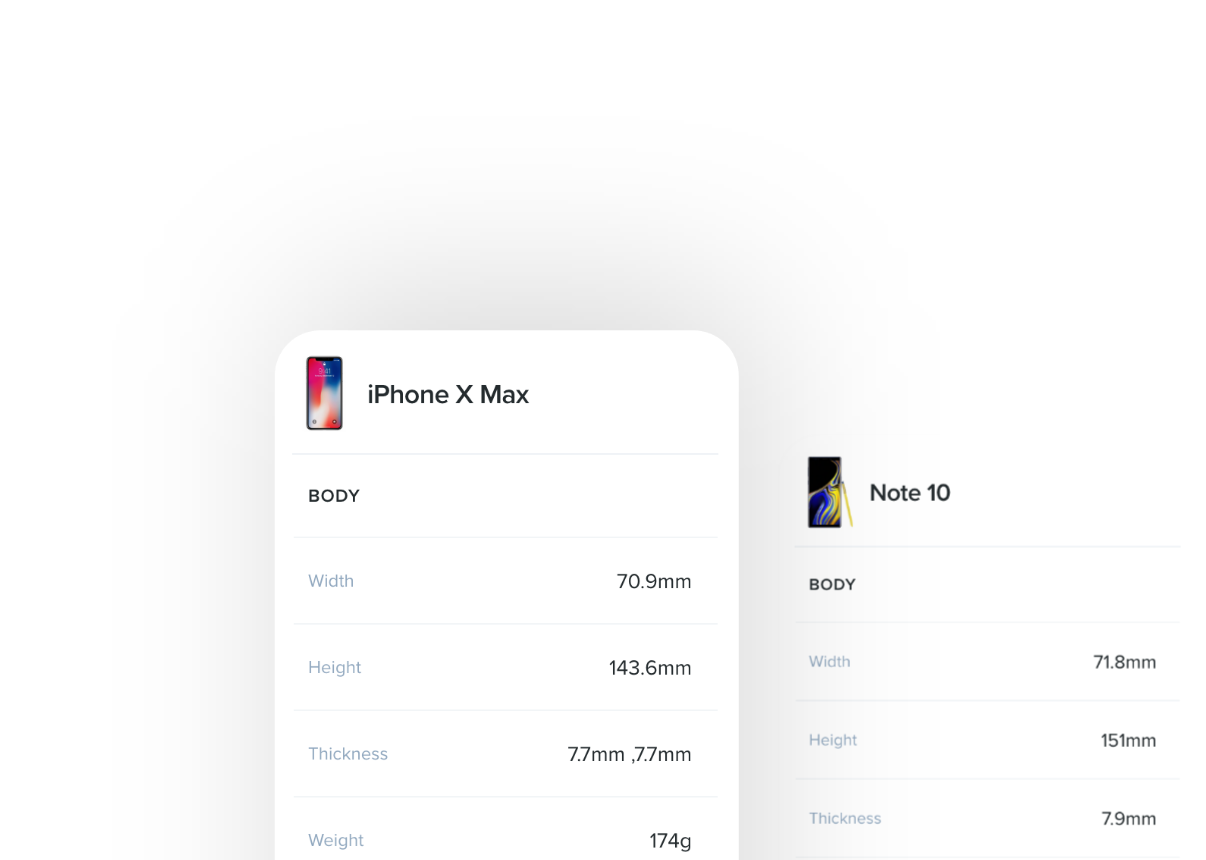 iPhone X Max
BODY
Width 70.9mm
Height 143.6mm
Thickness 7.7mm ,7.7mm
Weight 174g
Note 10
BODY
Width 71.8mm
Height 151mm
Thickness 7.9mm